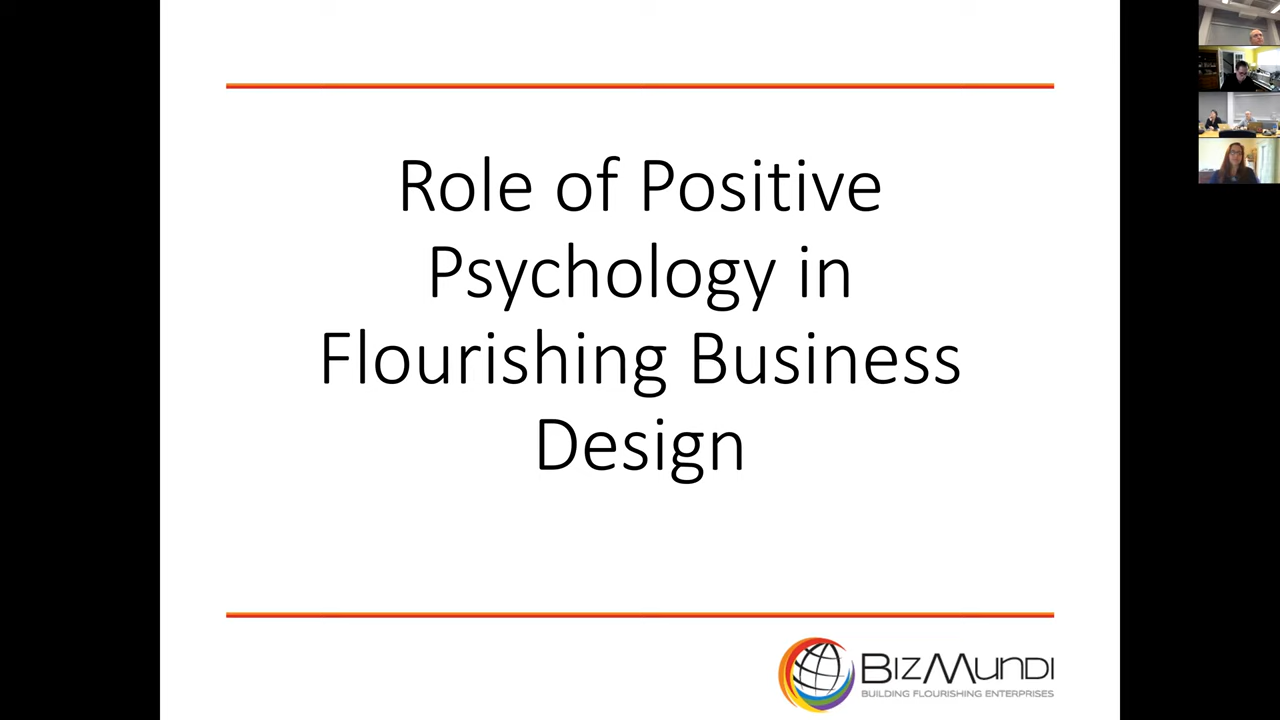 Role of Positive
Psychology in
Flourishing Business
Design
BIZMUNDI
BUILDING FLOURISHING ENTERPRISES